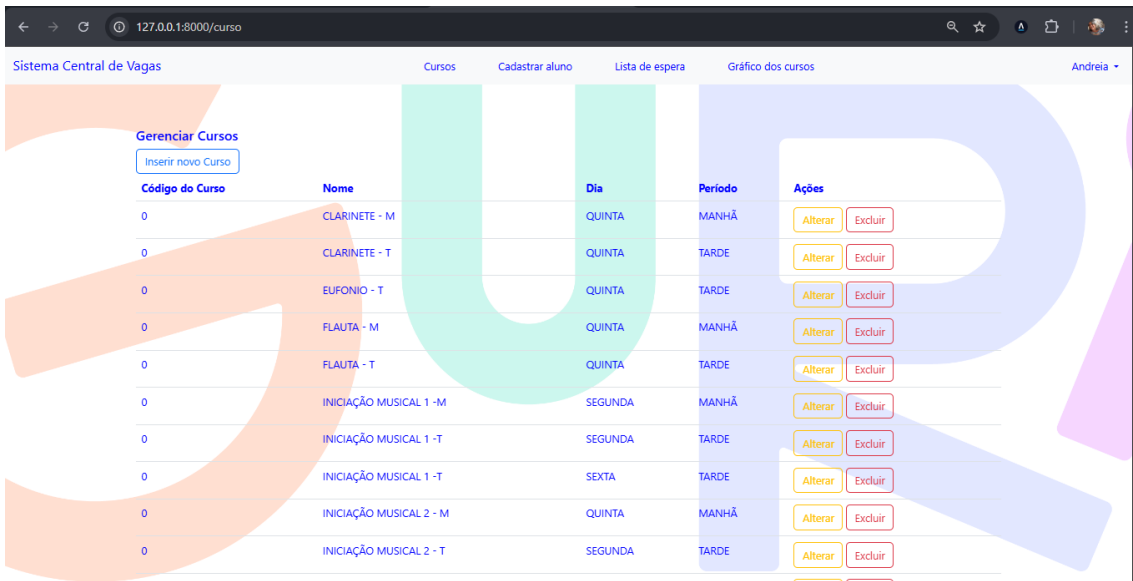 127.0.0.1:8000/curso
Sistema Central de Vagas Cursos Cadastrar aluno Lista de espera Gráfico dos cursos Andreia
Gerenciar Cursos
Inserir novo Curso
Código do Curso Nome Dia Período Ações
0 CLARINETE - M QUINTA MANHÃ Alterar Excluir
0 CLARINETE - T QUINTA TARDE Alterar Excluir
0 EUFONIO - T QUINTA TARDE Alterar Excluir
0 FLAUTA - M QUINTA MANHÃ Alterar Excluir
0 FLAUTA - T QUINTA TARDE Alterar Excluir
0 INICIAÇÃO MUSICAL 1 -M SEGUNDA MANHÃ Alterar Excluir
0 INICIAÇÃO MUSICAL 1 -T SEGUNDA TARDE Alterar Excluir
0 INICIAÇÃO MUSICAL 1 -T SEXTA TARDE Alterar Excluir
0 INICIAÇÃO MUSICAL 2 - M QUINTA MANHÃ Alterar Excluir
0 INICIAÇÃO MUSICAL 2 - T SEGUNDA TARDE Alterar Excluir
GURI